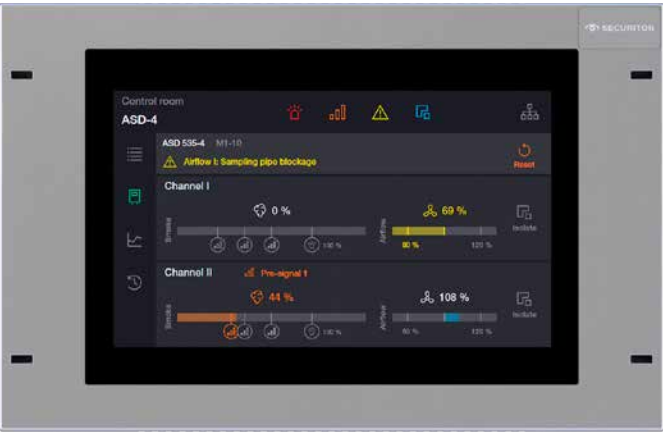 SECURITON
Control room
ASD-4
ASD 535-4 M1-10
Airflow I: Sampling pipe blockage
Reset
Channel I
0 %
69 %
Smoke
100 %
Airflow
80 %
120 %
Isolate
Channel II
Pre-signal 1
44 %
108 %
Smoke
100 %
Airflow
80 %
120 %
Isolate